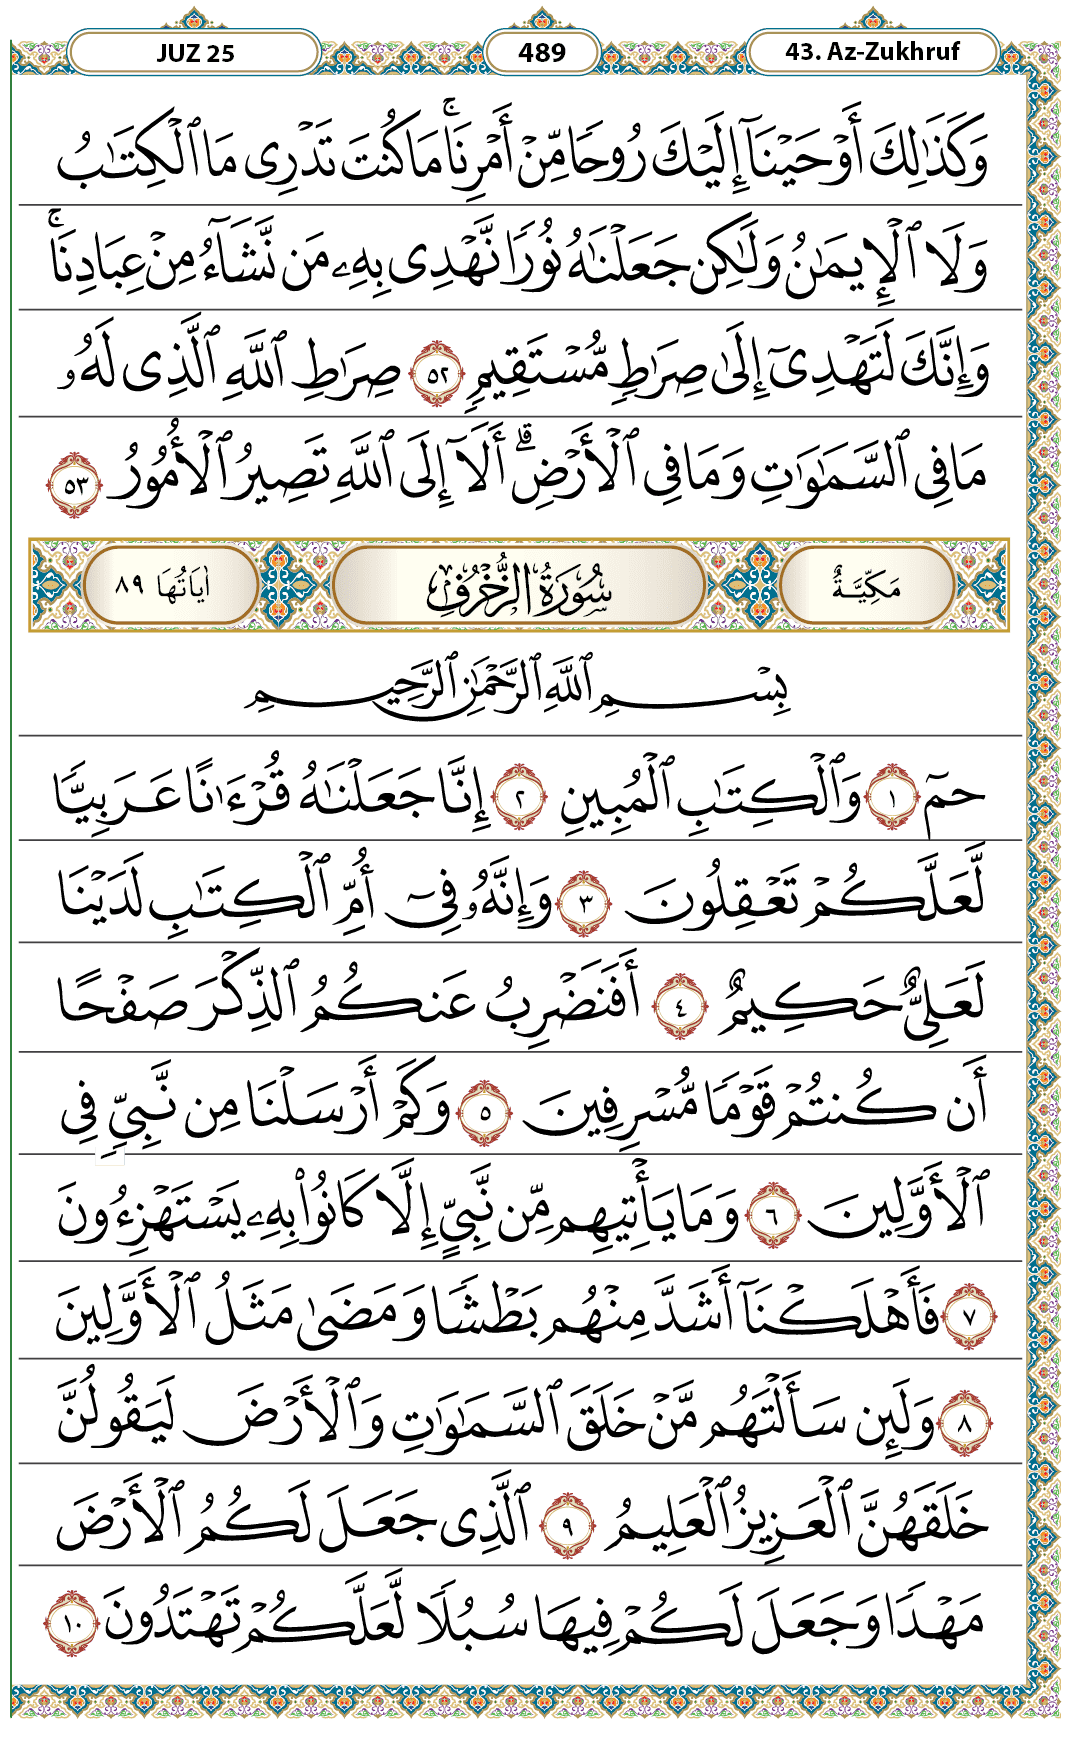 JUZ 25 489 43. Az-Zukhruf
وَكَذَٰلِكَ أَوْحَيْنَآ إِلَيْكَ رُوحًا مِّنْ أَمْرِنَا ۚ مَا كُنتَ تَدْرِى مَا ٱلْكِتَـٰبُ
وَلَا ٱلْإِيمَـٰنُ وَلَـٰكِن جَعَلْنَـٰهُ نُورًا نَّهْدِى بِهِۦ مَن نَّشَآءُ مِنْ عِبَادِنَا ۚ
وَإِنَّكَ لَتَهْدِىٓ إِلَىٰ صِرَٰطٍ مُّسْتَقِيمٍ ٥٢ صِرَٰطِ ٱللَّهِ ٱلَّذِى لَهُۥ
مَا فِى ٱلسَّمَـٰوَٰتِ وَمَا فِى ٱلْأَرْضِ ۗ أَلَآ إِلَى ٱللَّهِ تَصِيرُ ٱلْأُمُورُ ٥٣
مَكِّيَّةٌ سُورَةُ الزُّخْرُفِ اٰيَاتُهَا ٨٩
بِسْمِ ٱللَّهِ ٱلرَّحْمَـٰنِ ٱلرَّحِيمِ
حمٓ ١ وَٱلْكِتَـٰبِ ٱلْمُبِينِ ٢ إِنَّا جَعَلْنَـٰهُ قُرْءَٰنًا عَرَبِيًّا
لَّعَلَّكُمْ تَعْقِلُونَ ٣ وَإِنَّهُۥ فِىٓ أُمِّ ٱلْكِتَـٰبِ لَدَيْنَا
لَعَلِىٌّ حَكِيمٌ ٤ أَفَنَضْرِبُ عَنكُمُ ٱلذِّكْرَ صَفْحًا
أَن كُنتُمْ قَوْمًا مُّسْرِفِينَ ٥ وَكَمْ أَرْسَلْنَا مِن نَّبِىٍّ فِى
ٱلْأَوَّلِينَ ٦ وَمَا يَأْتِيهِم مِّن نَّبِىٍّ إِلَّا كَانُوا۟ بِهِۦ يَسْتَهْزِءُونَ
٧ فَأَهْلَكْنَآ أَشَدَّ مِنْهُم بَطْشًا وَمَضَىٰ مَثَلُ ٱلْأَوَّلِينَ
٨ وَلَئِن سَأَلْتَهُم مَّنْ خَلَقَ ٱلسَّمَـٰوَٰتِ وَٱلْأَرْضَ لَيَقُولُنَّ
خَلَقَهُنَّ ٱلْعَزِيزُ ٱلْعَلِيمُ ٩ ٱلَّذِى جَعَلَ لَكُمُ ٱلْأَرْضَ
مَهْدًا وَجَعَلَ لَكُمْ فِيهَا سُبُلًا لَّعَلَّكُمْ تَهْتَدُونَ ١٠